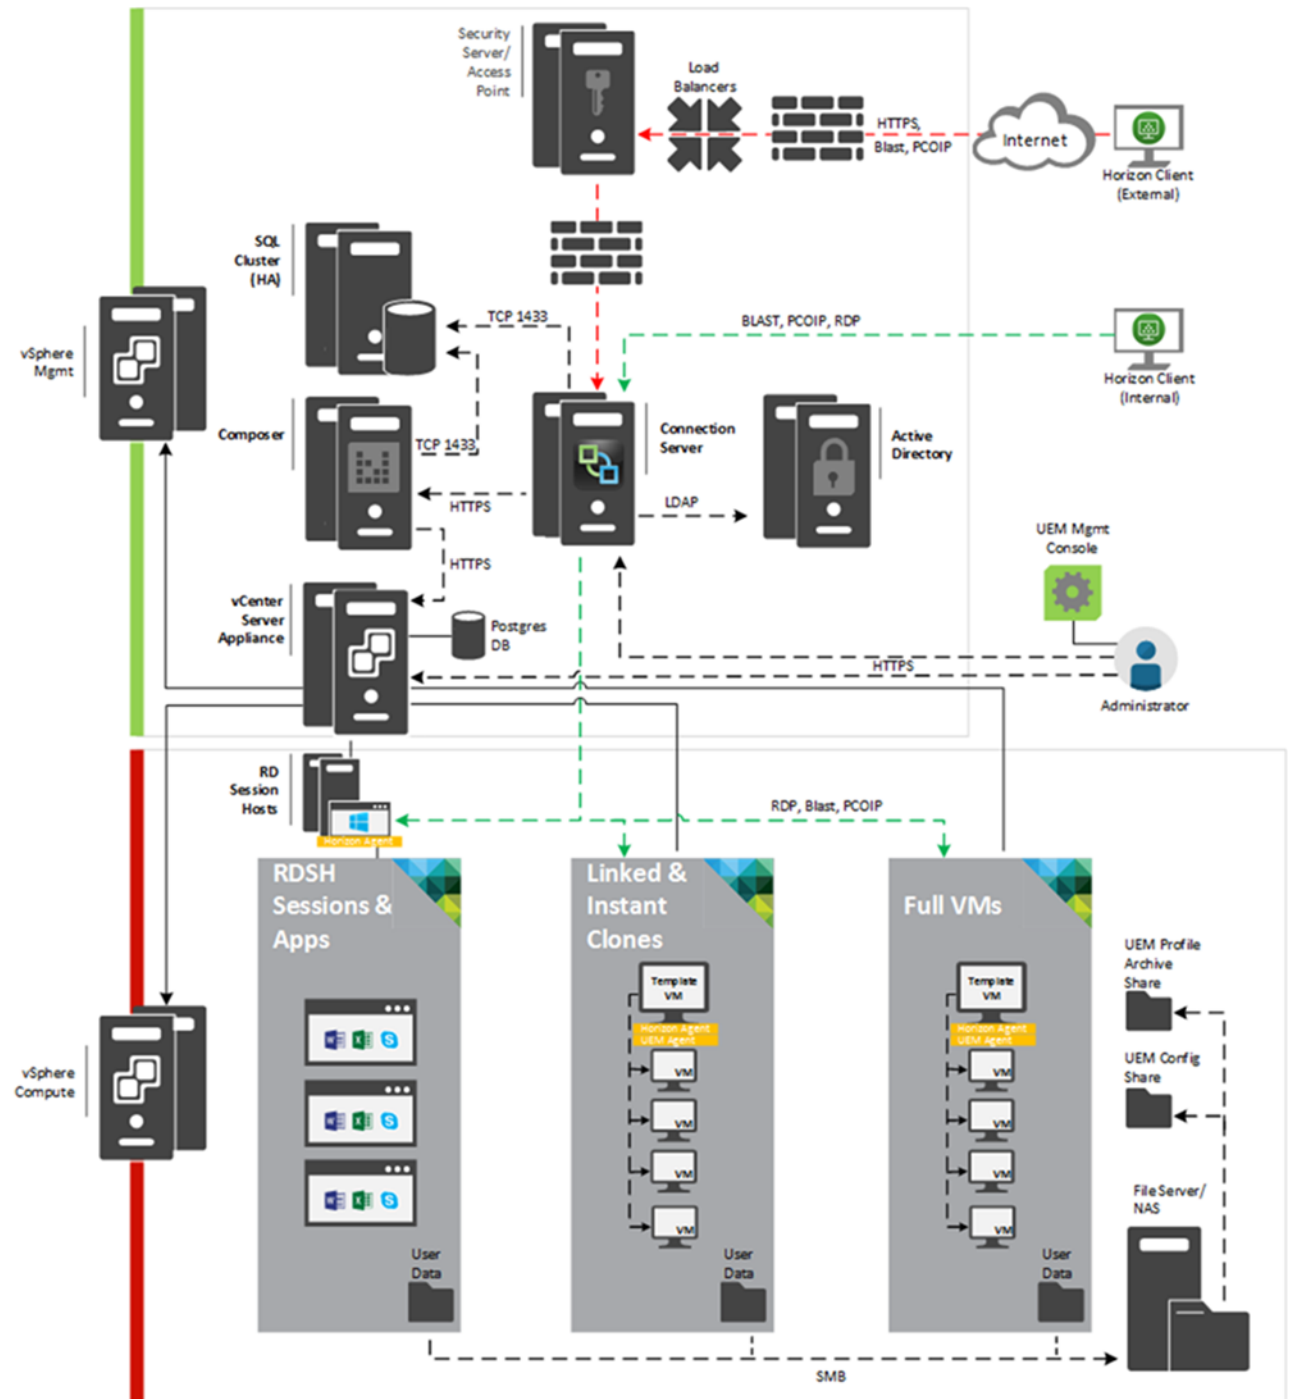 Security
Server/
Access
Point
Load
Balancers
HTTPS,
Blast, PCOIP
Internet
Horizon Client
(External)
SQL
Cluster
(HA)
TCP 1433
BLAST, PCOIP, RDP
Horizon Client
(Internal)
vSphere
Mgmt
Composer
TCP 1433
Connection
Server
Active
Directory
HTTPS
LDAP
UEM Mgmt
Console
HTTPS
vCenter
Server
Appliance
Postgres
DB
HTTPS
Administrator
RD
Session
Hosts
Horizon Agent
RDP, Blast, PCOIP
RDSH
Sessions &
Apps
Linked &
Instant
Clones
Full VMs
Template
VM
Horizon Agent
UEM Agent
VM
VM
VM
VM
Template
VM
Horizon Agent
UEM Agent
VM
VM
VM
VM
UEM Profile
Archive
Share
UEM Config
Share
vSphere
Compute
File Server/
NAS
User
Data
User
Data
User
Data
SMB